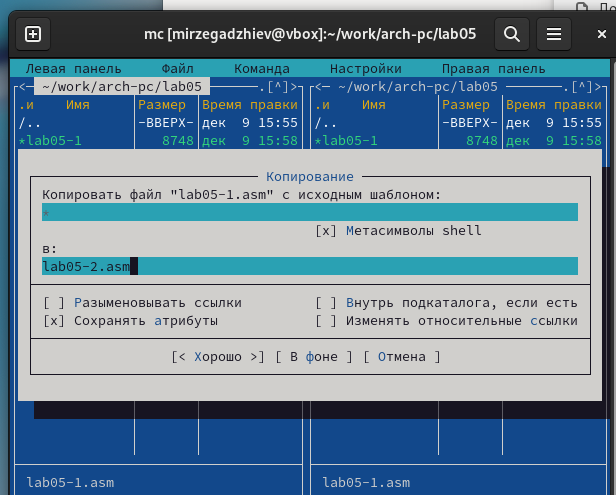 mc [mirzegadzhiev@vbox]:~/work/arch-pc/lab05
Левая панель Файл Команда Настройки Правая панель
<─ ~/work/arch-pc/lab05 ─.[^]>
<─ ~/work/arch-pc/lab05 ─.[^]>
.и Имя Размер Время правки .и Имя Размер Время правки
/.. -ВВЕРХ- дек 9 15:55 /.. -ВВЕРХ- дек 9 15:55
*lab05-1 8748 дек 9 15:58 *lab05-1 8748 дек 9 15:58
Копирование
Копировать файл "lab05-1.asm" с исходным шаблоном:
*
[x] Метасимволы shell
в:
lab05-2.asm
[ ] Разыменовывать ссылки [ ] Внутрь подкаталога, если есть
[x] Сохранять атрибуты [ ] Изменять относительные ссылки
[< Хорошо >] [ В фоне ] [ Отмена ]
lab05-1.asm lab05-1.asm